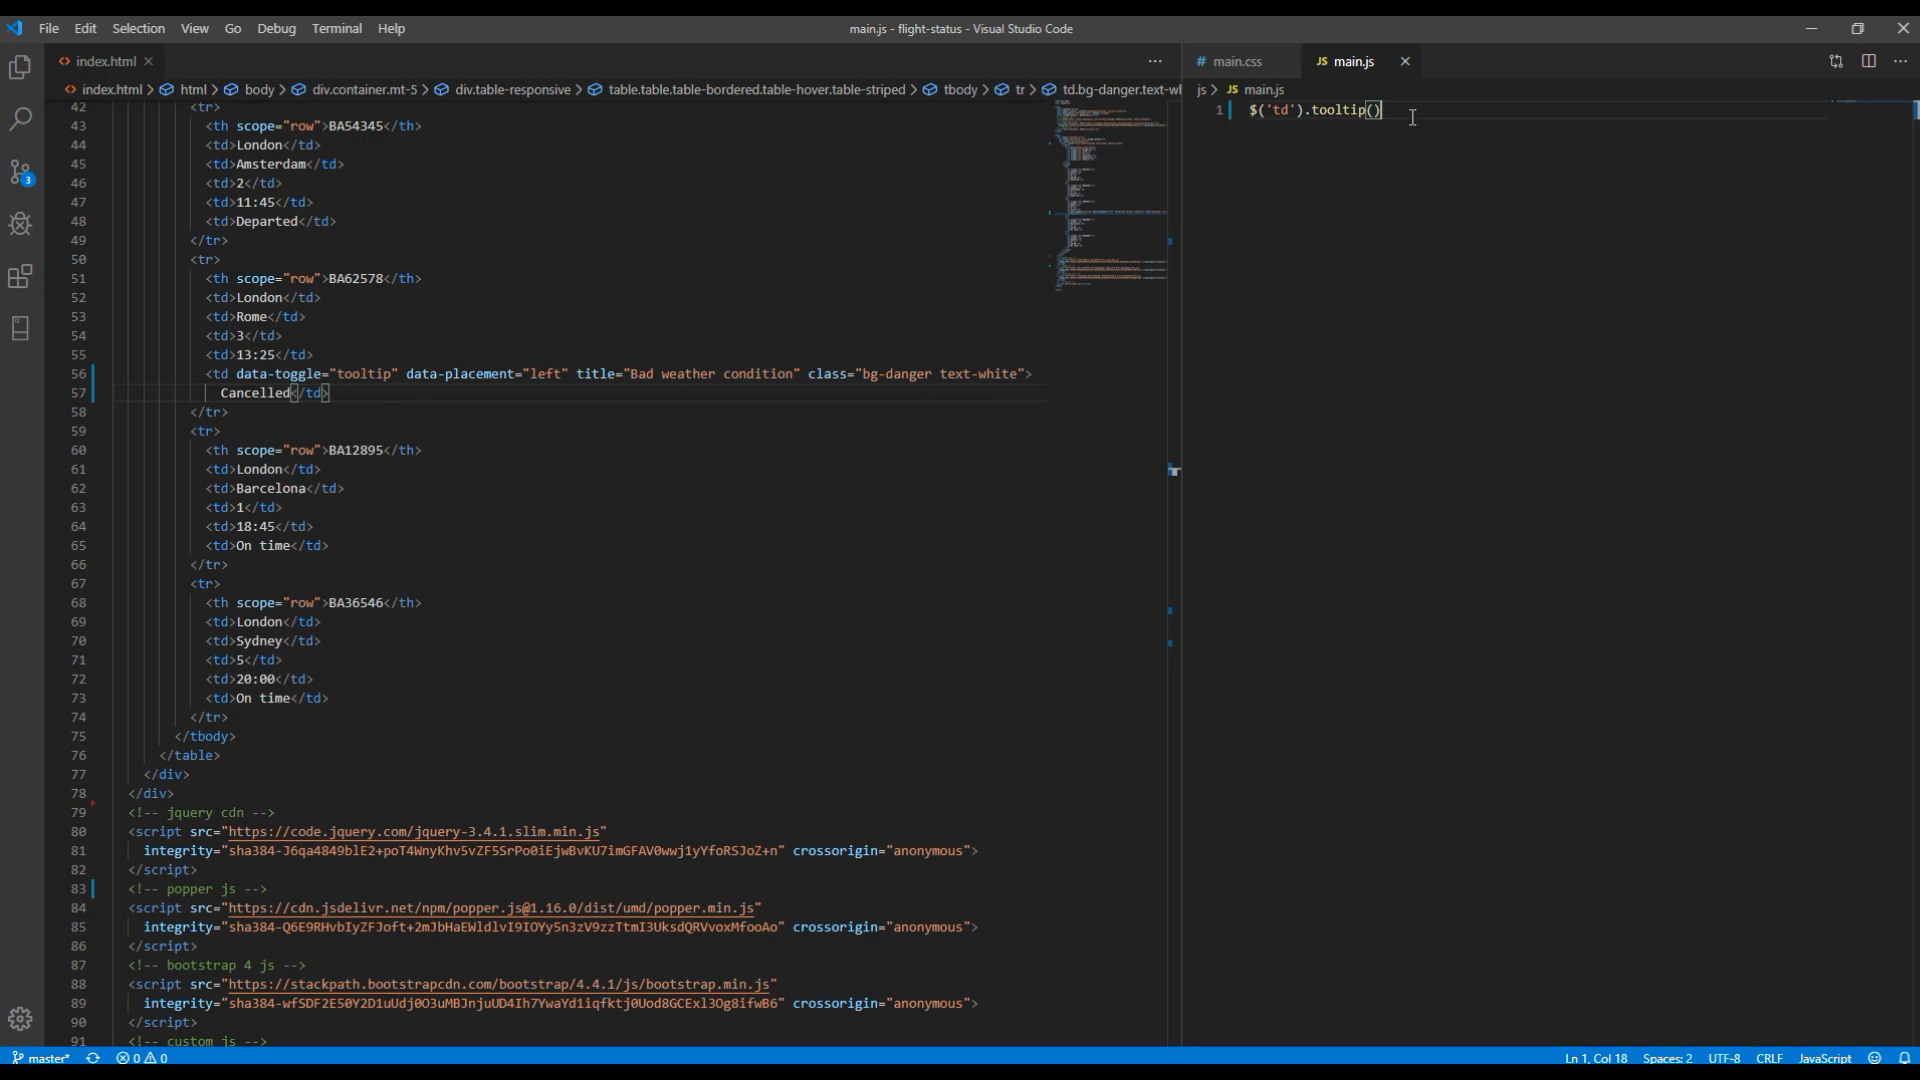 File Edit Selection View Go Debug Terminal Help
main.js - flight-status - Visual Studio Code
index.html
html body div.container.mt-5 div.table-responsive table.table.table-bordered.table-hover.table-striped tbody tr td.bg-danger.text-wl
index.html
42 <tr>
43 <th scope="row">BA54345</th>
44 <td>London</td>
45 <td>Amsterdam</td>
46 <td>2</td>
47 <td>11:45</td>
48 <td>Departed</td>
49 </tr>
50 <tr>
51 <th scope="row">BA62578</th>
52 <td>London</td>
53 <td>Rome</td>
54 <td>3</td>
55 <td>13:25</td>
56 <td data-toggle="tooltip" data-placement="left" title="Bad weather condition" class="bg-danger text-white">
57 Cancelled</td>
58 </tr>
59 <tr>
60 <th scope="row">BA12895</th>
61 <td>London</td>
62 <td>Barcelona</td>
63 <td>1</td>
64 <td>18:45</td>
65 <td>On time</td>
66 </tr>
67 <tr>
68 <th scope="row">BA36546</th>
69 <td>London</td>
70 <td>Sydney</td>
71 <td>5</td>
72 <td>20:00</td>
73 <td>On time</td>
74 </tr>
75 </tbody>
76 </table>
77 </div>
78 </div>
79 <!-- jquery cdn -->
80 <script src="https://code.jquery.com/jquery-3.4.1.slim.min.js"
81 integrity="sha384-J6qa4849blE2+poT4WnyKhv5vZF5SrPo0iEjwBvKU7imGFAV0wwj1yYfoRSJoZ+n" crossorigin="anonymous">
82 </script>
83 <!-- popper js -->
84 <script src="https://cdn.jsdelivr.net/npm/popper.js@1.16.0/dist/umd/popper.min.js"
85 integrity="sha384-Q6E9RHvbIyZFJoft+2mJbHaEWldlvI9IOYy5n3zV9zzTtmI3UksdQRVvoxMfooAo" crossorigin="anonymous">
86 </script>
87 <!-- bootstrap 4 js -->
88 <script src="https://stackpath.bootstrapcdn.com/bootstrap/4.4.1/js/bootstrap.min.js"
89 integrity="sha384-wfSDF2E50Y2D1uUdj0O3uMBJnjuUD4Ih7YwaYd1iqfktj0Uod8GCExl3Og8ifwB6" crossorigin="anonymous">
90 </script>
91 <!-- custom js -->
main.css JS main.js
js JS main.js
1 $('td').tooltip()
3
master* 0 0
Ln 1, Col 18 Spaces: 2 UTF-8 CRLF JavaScript